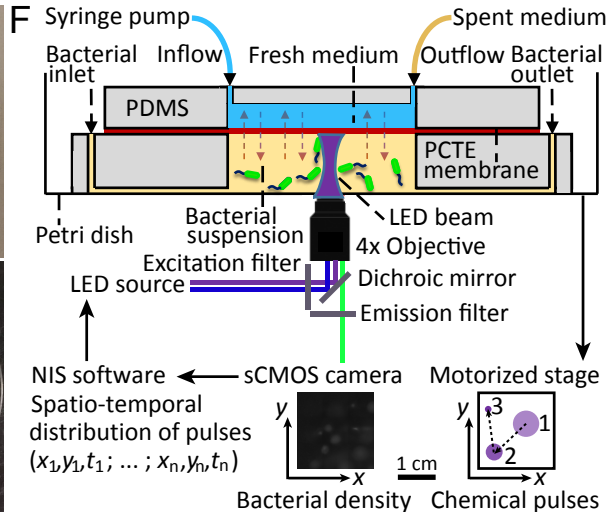 F
Syringe pump
Spent medium
Bacterial inlet
Inflow
Fresh medium
Outflow
Bacterial outlet
PDMS
PCTE membrane
Bacterial suspension
LED beam
Petri dish
4x Objective
Excitation filter
LED source
Dichroic mirror
Emission filter
NIS software
sCMOS camera
Motorized stage
Spatio-temporal
distribution of pulses
(x1,y1,t1; ... ; xn,yn,tn)
y
x
Bacterial density
1 cm
y
3
1
2
x
Chemical pulses